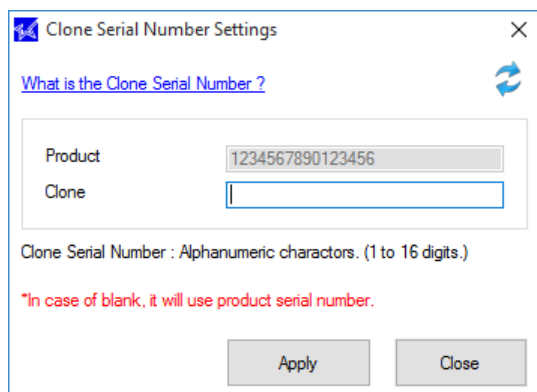 Clone Serial Number Settings
What is the Clone Serial Number ?
Product 1234567890123456
Clone
Clone Serial Number : Alphanumeric charactors. (1 to 16 digits.)
*In case of blank, it will use product serial number.
Apply Close